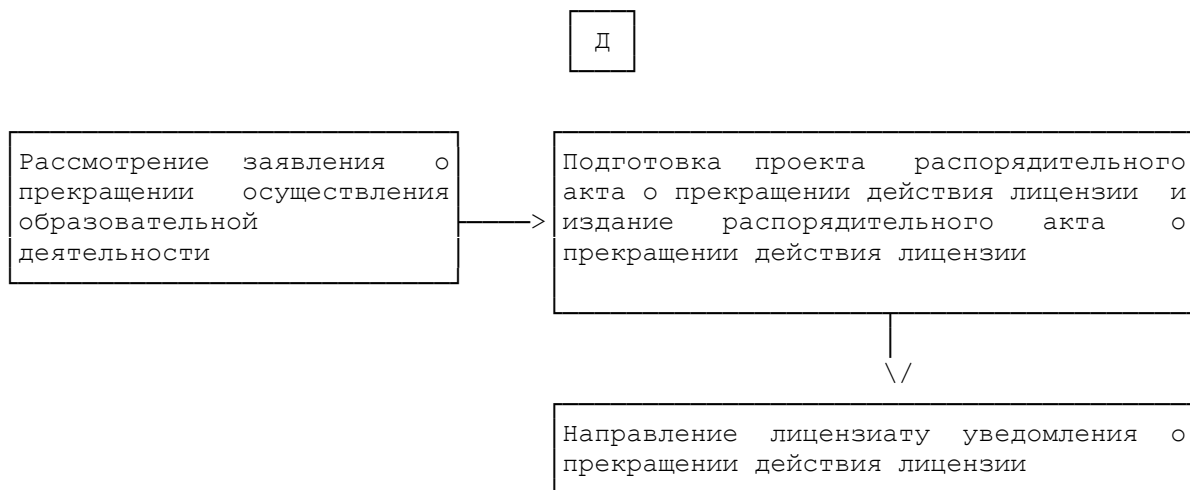 Д
Рассмотрение заявления о
прекращении осуществления
образовательной
деятельности
Подготовка проекта распорядительного
акта о прекращении действия лицензии и
издание распорядительного акта о
прекращении действия лицензии
Направление лицензиату уведомления о
прекращении действия лицензии